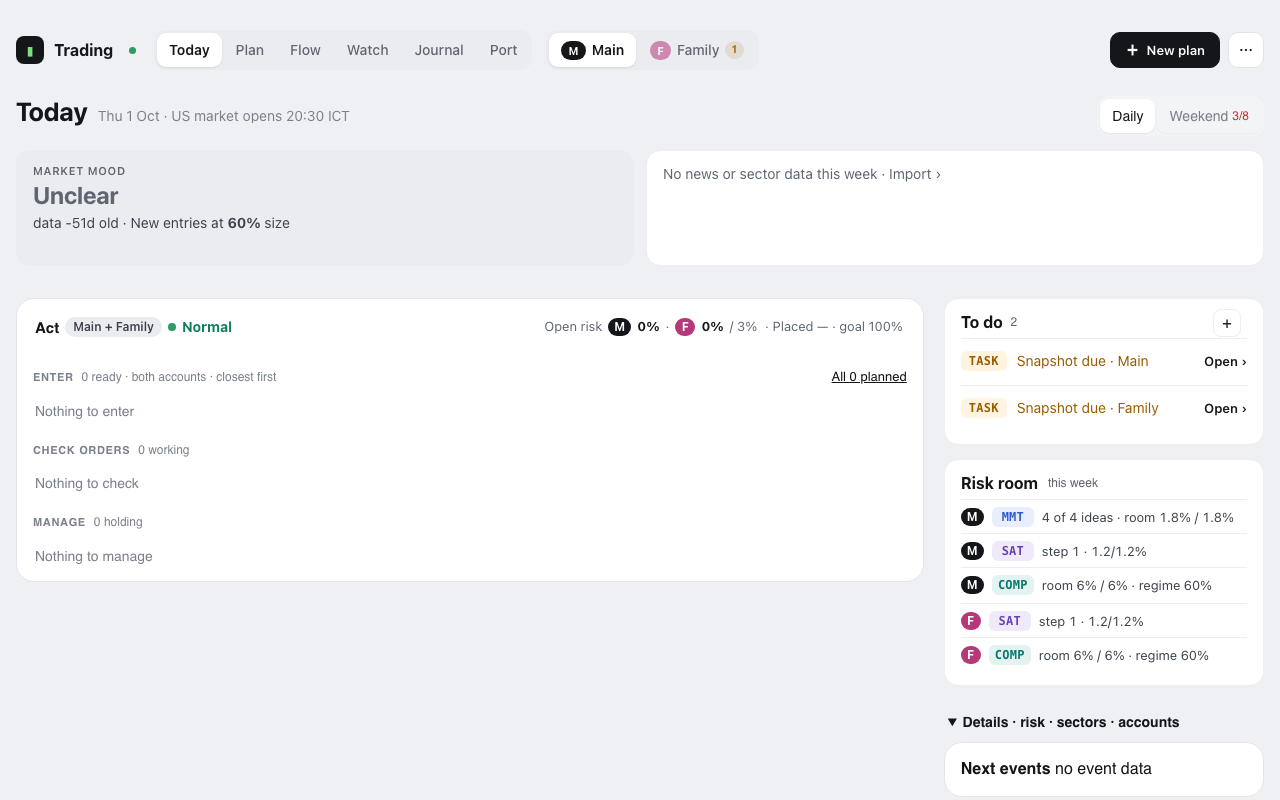 Trading Today Plan Flow Watch Journal Port M Main F Family 1 + New plan ···
Today Thu 1 Oct · US market opens 20:30 ICT Daily Weekend 3/8
MARKET MOOD
Unclear
data -51d old · New entries at 60% size
No news or sector data this week · Import ›
Act Main + Family Normal Open risk M 0% · F 0% / 3% · Placed — · goal 100%
ENTER 0 ready · both accounts · closest first All 0 planned
Nothing to enter
CHECK ORDERS 0 working
Nothing to check
MANAGE 0 holding
Nothing to manage
To do 2 +
TASK Snapshot due · Main Open ›
TASK Snapshot due · Family Open ›
Risk room this week
M MMT 4 of 4 ideas · room 1.8% / 1.8%
M SAT step 1 · 1.2/1.2%
M COMP room 6% / 6% · regime 60%
F SAT step 1 · 1.2/1.2%
F COMP room 6% / 6% · regime 60%
▼ Details · risk · sectors · accounts
Next events no event data